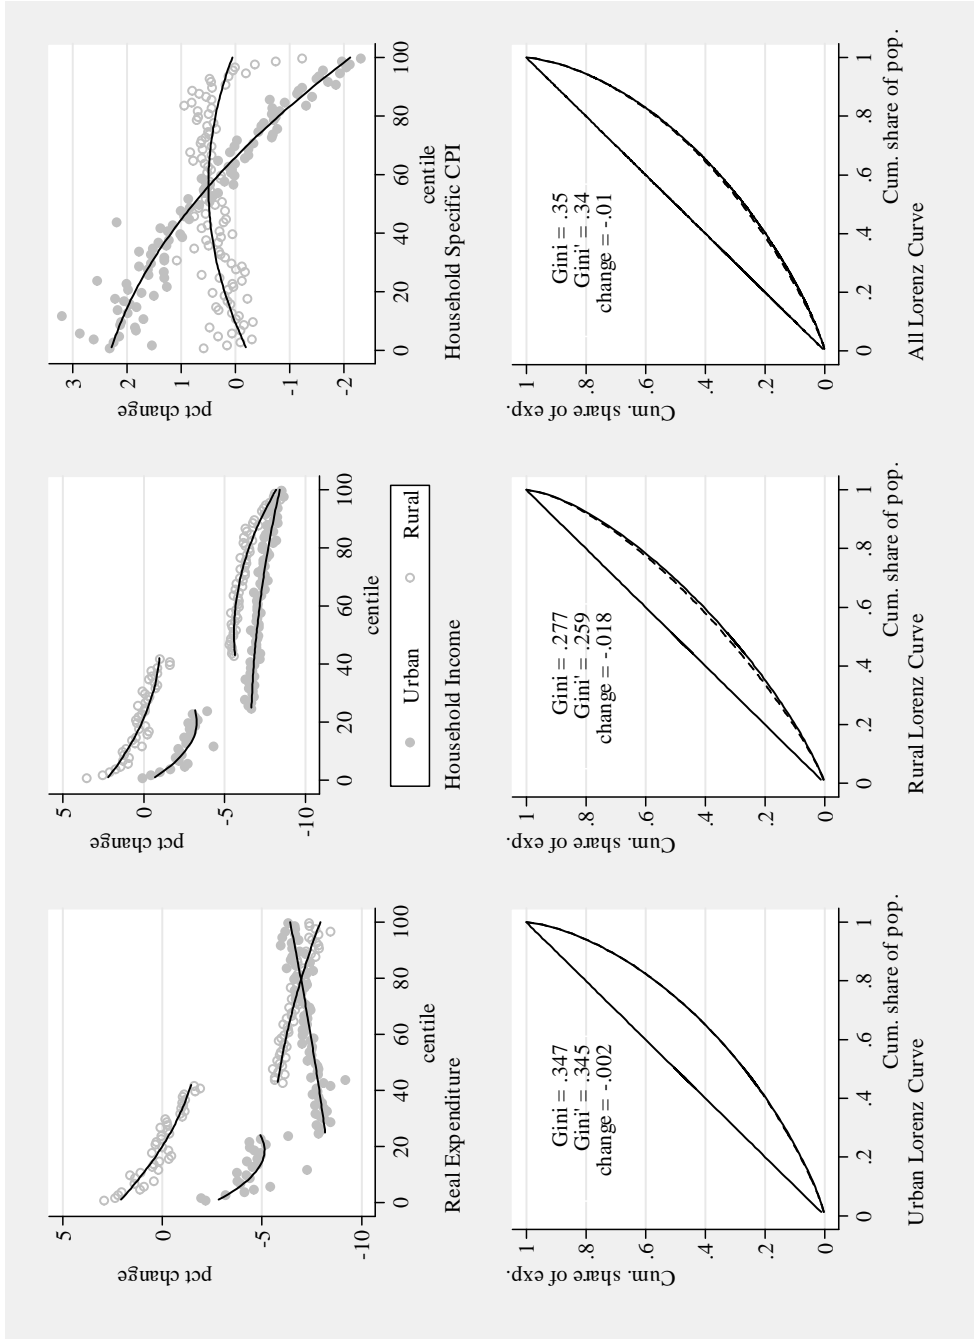 pct change
5
0
-5
-10
0
20
40
60
80
100
centile
Real Expenditure
pct change
5
0
-5
-10
0
20
40
60
80
100
centile
Household Income
Urban
Rural
pct change
3
2
1
0
-1
-2
0
20
40
60
80
100
centile
Household Specific CPI
Cum. share of exp.
1
.8
.6
.4
.2
0
Gini = .347
Gini' = .345
change = -.002
0
.2
.4
.6
.8
1
Cum. share of pop.
Urban Lorenz Curve
Cum. share of exp.
1
.8
.6
.4
.2
0
Gini = .277
Gini' = .259
change = -.018
0
.2
.4
.6
.8
1
Cum. share of pop.
Rural Lorenz Curve
Cum. share of exp.
1
.8
.6
.4
.2
0
Gini = .35
Gini' = .34
change = -.01
0
.2
.4
.6
.8
1
Cum. share of pop.
All Lorenz Curve